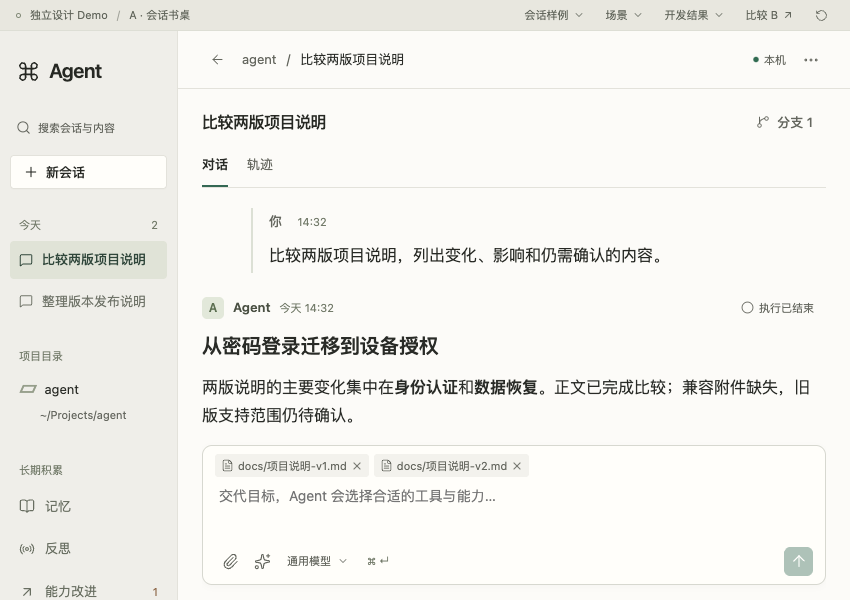 独立设计 Demo / A · 会话书桌
会话样例 场景 开发结果 比较 B ↗
⌘ Agent
搜索会话与内容
+ 新会话
今天 2
比较两版项目说明
整理版本发布说明
项目目录
agent
~/Projects/agent
长期积累
记忆
反思
能力改进 1
← agent / 比较两版项目说明
本机 ···
比较两版项目说明
分支 1
对话 轨迹
你 14:32
比较两版项目说明，列出变化、影响和仍需确认的内容。
A Agent 今天 14:32
执行已结束
从密码登录迁移到设备授权
两版说明的主要变化集中在身份认证和数据恢复。正文已完成比较；兼容附件缺失，旧
版支持范围仍待确认。
docs/项目说明-v1.md × docs/项目说明-v2.md ×
交代目标，Agent 会选择合适的工具与能力...
通用模型 ⌘ ↵